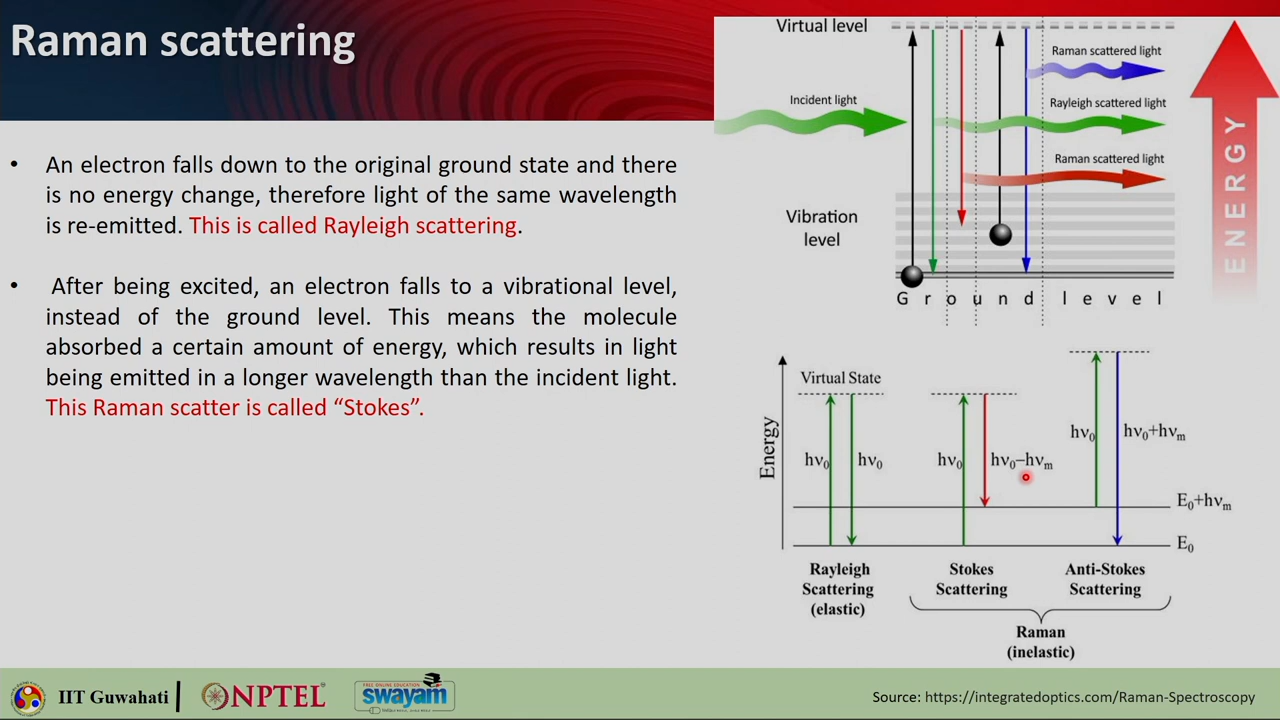 Raman scattering
• An electron falls down to the original ground state and there
is no energy change, therefore light of the same wavelength
is re-emitted. This is called Rayleigh scattering.
• After being excited, an electron falls to a vibrational level,
instead of the ground level. This means the molecule
absorbed a certain amount of energy, which results in light
being emitted in a longer wavelength than the incident light.
This Raman scatter is called “Stokes”.
Virtual level
Raman scattered light
Incident light
Rayleigh scattered light
Raman scattered light
Vibration
level
Ground level
ENERGY
Energy
Virtual State
hν₀
hν₀
hν₀
hν₀−hνₘ
hν₀
hν₀+hνₘ
E₀+hνₘ
E₀
Rayleigh
Scattering
(elastic)
Stokes
Scattering
Anti-Stokes
Scattering
Raman
(inelastic)
IIT Guwahati
NPTEL
FREE ONLINE EDUCATION
swayam
Source: https://integratedoptics.com/Raman-Spectroscopy